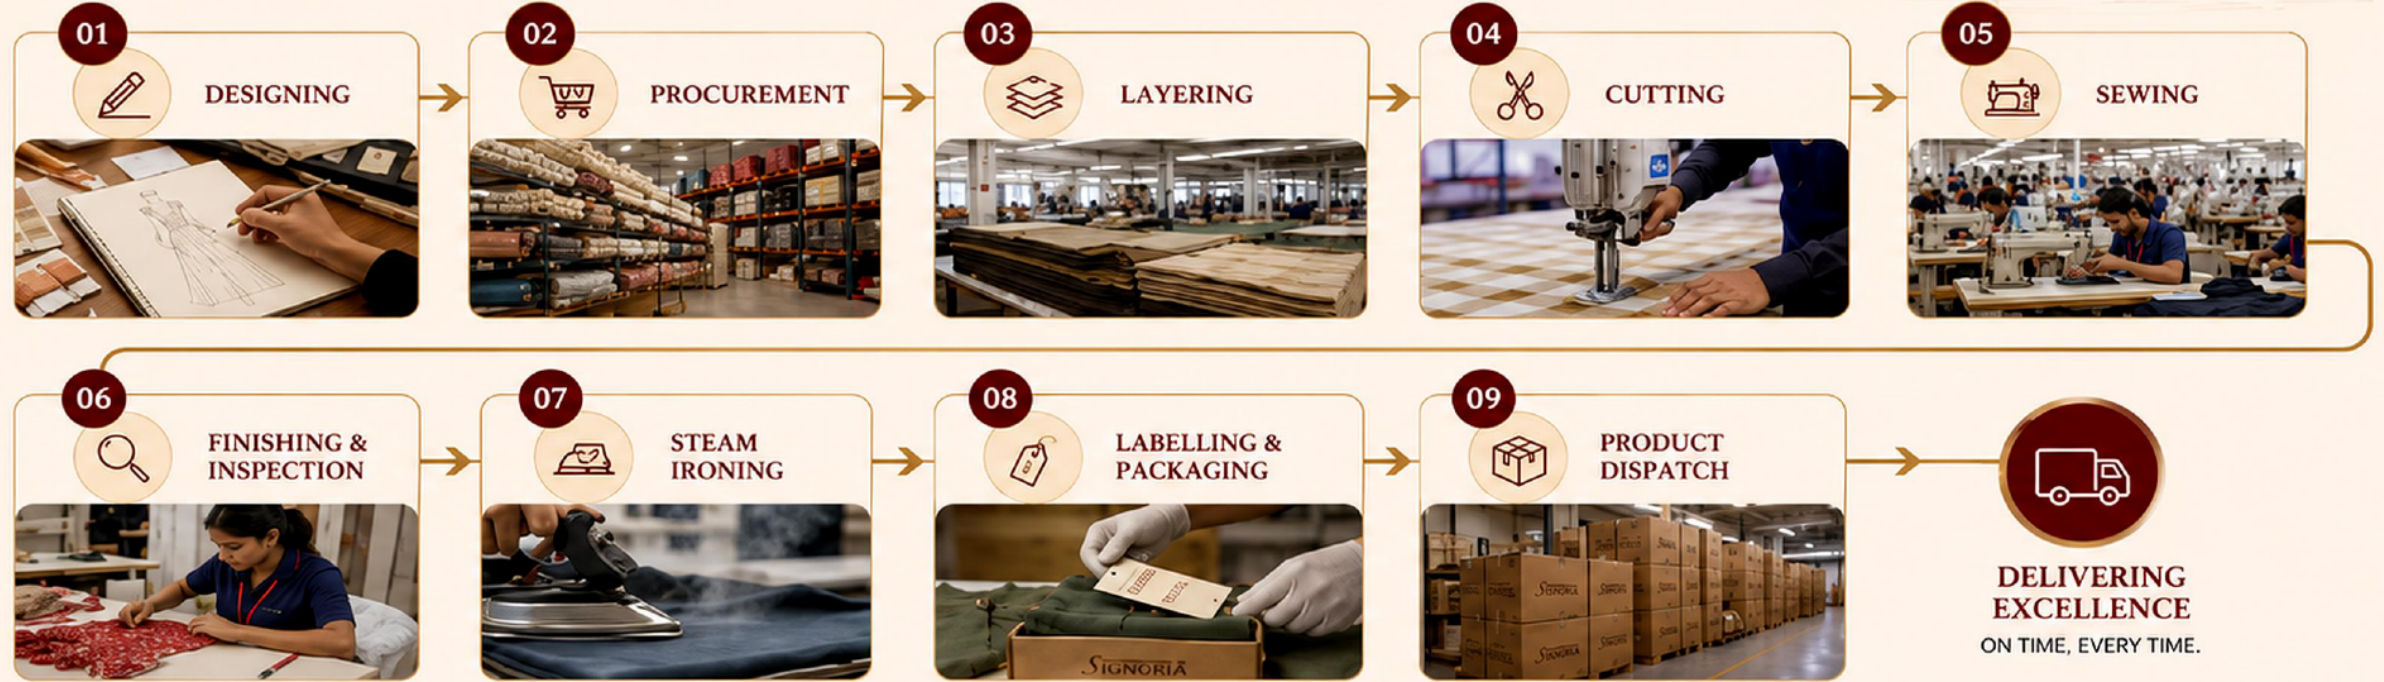 01
DESIGNING
02
PROCUREMENT
03
LAYERING
04
CUTTING
05
SEWING
06
FINISHING &
INSPECTION
07
STEAM
IRONING
08
LABELLING &
PACKAGING
SIGNORIA
09
PRODUCT
DISPATCH
SIGNORIA
DELIVERING
EXCELLENCE
ON TIME, EVERY TIME.